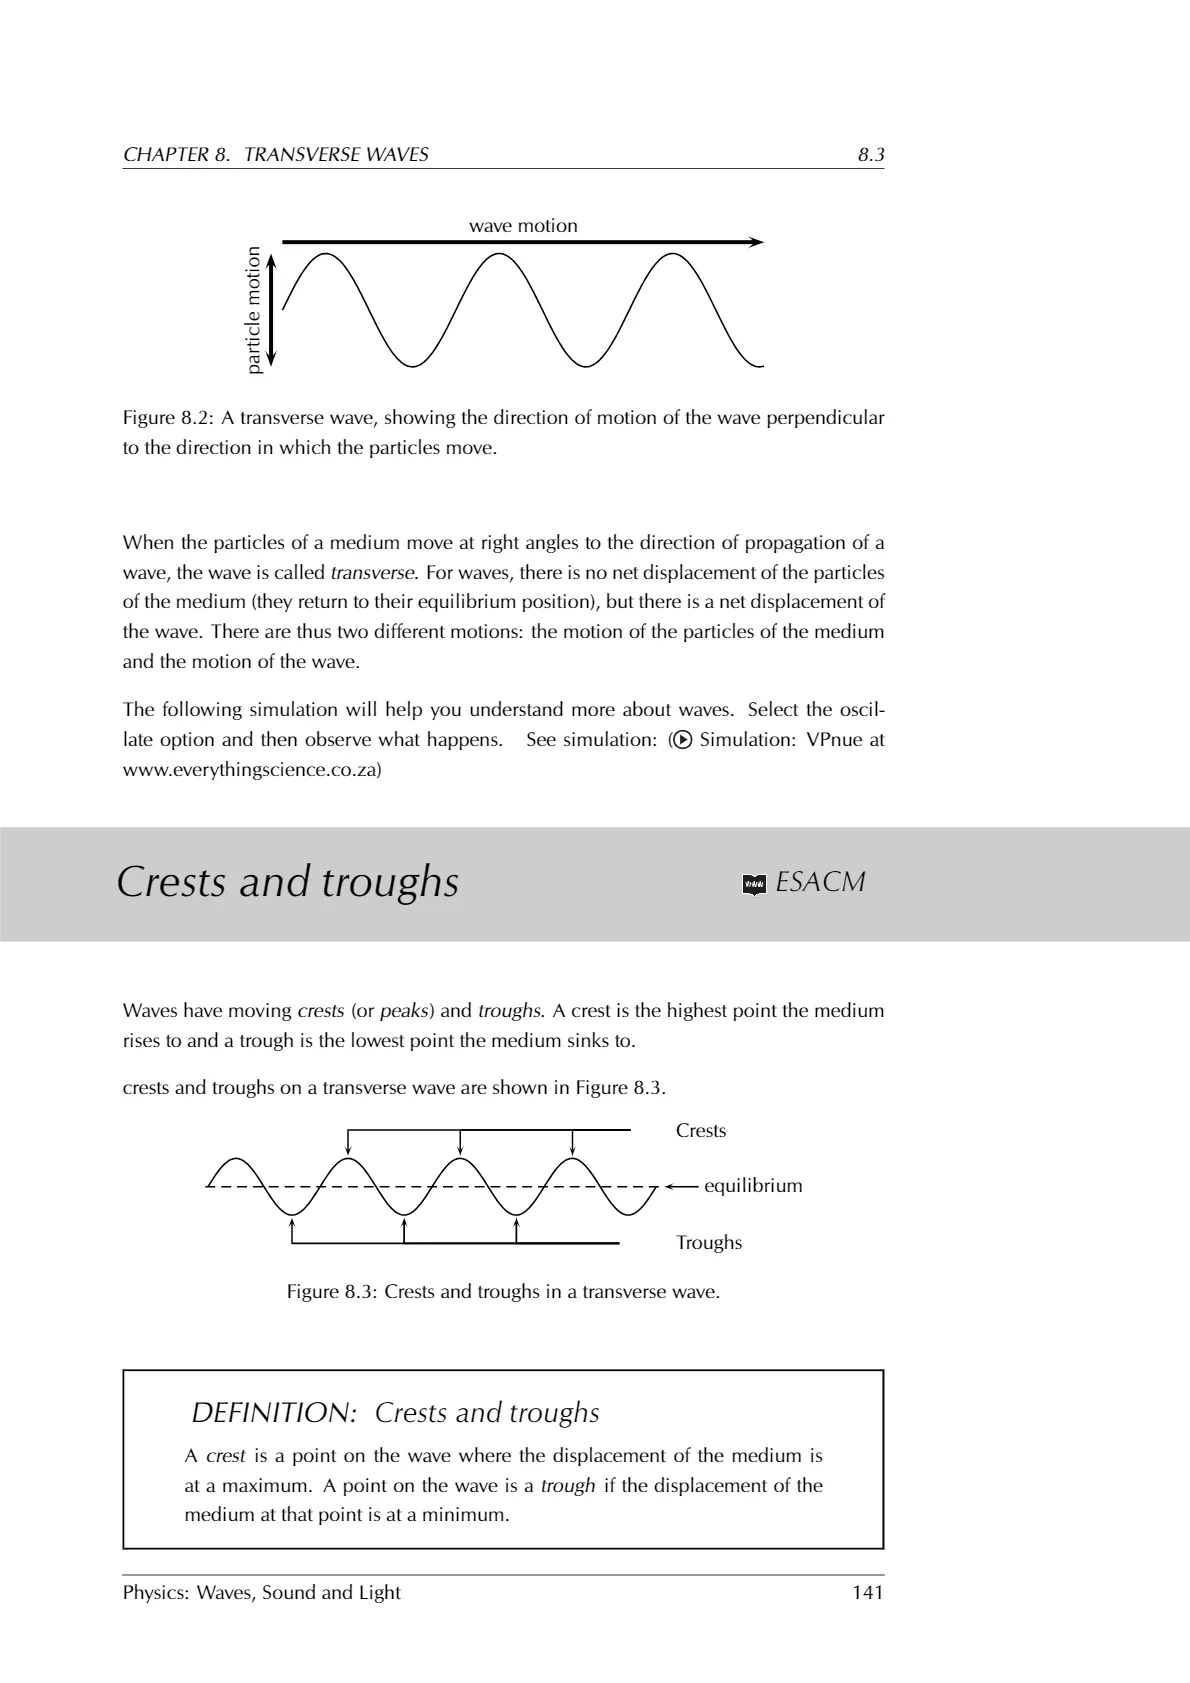 CHAPTER 8. TRANSVERSE WAVES 8.3
wave motion
particle motion
Figure 8.2: A transverse wave, showing the direction of motion of the wave perpendicular
to the direction in which the particles move.
When the particles of a medium move at right angles to the direction of propagation of a
wave, the wave is called transverse. For waves, there is no net displacement of the particles
of the medium (they return to their equilibrium position), but there is a net displacement of
the wave. There are thus two different motions: the motion of the particles of the medium
and the motion of the wave.
The following simulation will help you understand more about waves. Select the oscil-
late option and then observe what happens. See simulation: ( Simulation: VPnue at
www.everythingscience.co.za)
Crests and troughs www ESACM
Waves have moving crests (or peaks) and troughs. A crest is the highest point the medium
rises to and a trough is the lowest point the medium sinks to.
crests and troughs on a transverse wave are shown in Figure 8.3.
Crests
equilibrium
Troughs
Figure 8.3: Crests and troughs in a transverse wave.
DEFINITION: Crests and troughs
A crest is a point on the wave where the displacement of the medium is
at a maximum. A point on the wave is a trough if the displacement of the
medium at that point is at a minimum.
Physics: Waves, Sound and Light 141